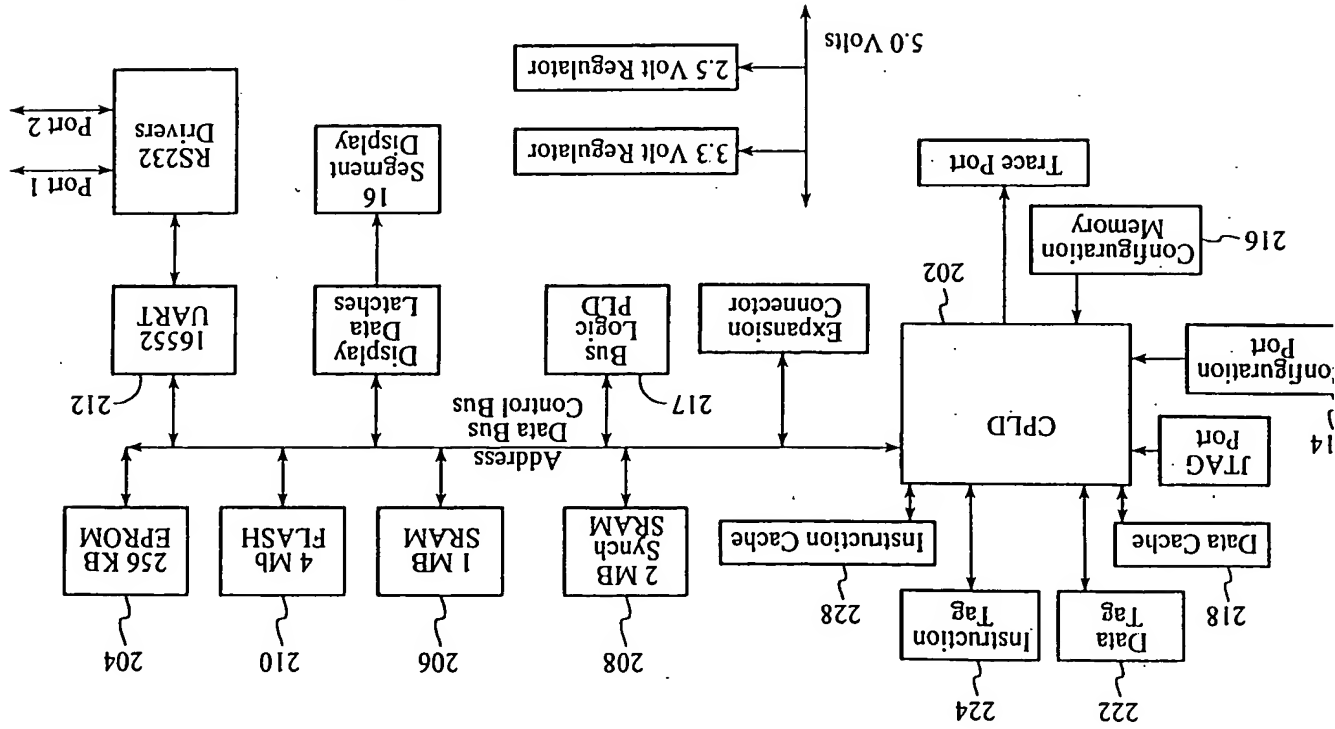 222
224
218
Data
Tag
Instruction
Tag
228
208
206
210
204
Data Cache
Instruction Cache
2 MB
Synch
SRAM
1 MB
SRAM
4 Mb
FLASH
256 KB
EPROM
JTAG
Port
14
onfiguration
Port
CPLD
Address
Data Bus
Control Bus
217
212
Expansion
Connector
Bus
Logic
PLD
Display
Data
Latches
16552
UART
202
216
Configuration
Memory
Trace Port
3.3 Volt Regulator
2.5 Volt Regulator
5.0 Volts
16
Segment
Display
RS232
Drivers
Port 1
Port 2